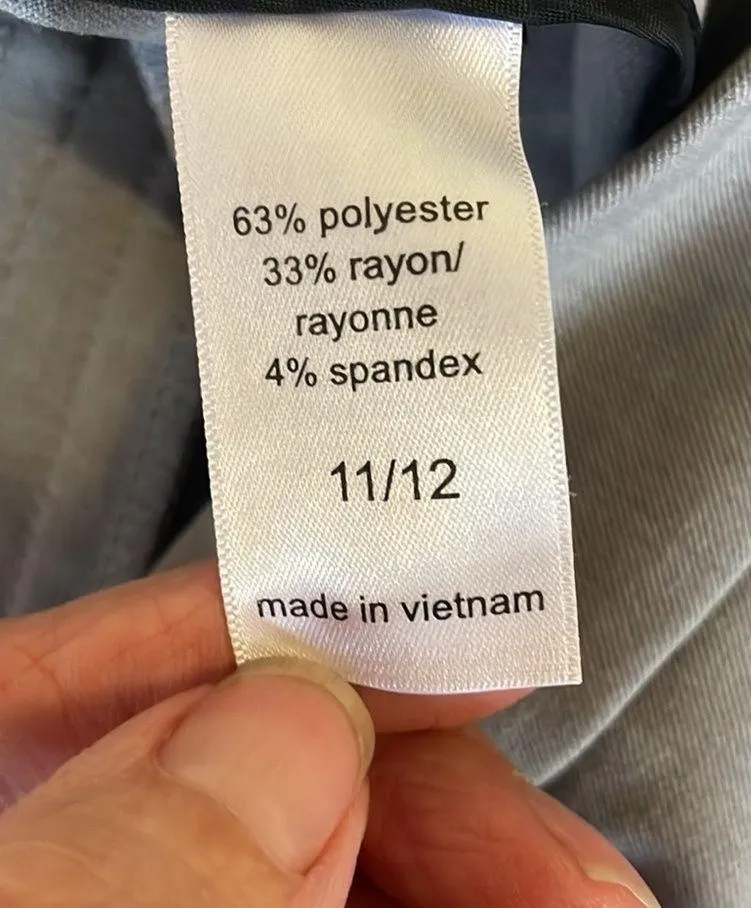 63% polyester
33% rayon/
rayonne
4% spandex
11/12
made in vietnam